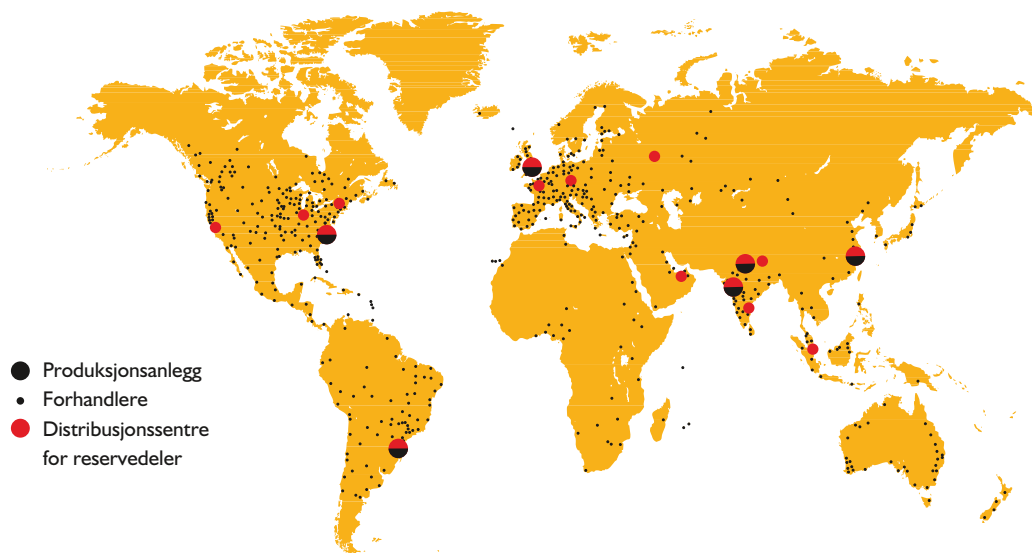 Produksjonsanlegg
Forhandlere
Distribusjonssentre
for reservedeler